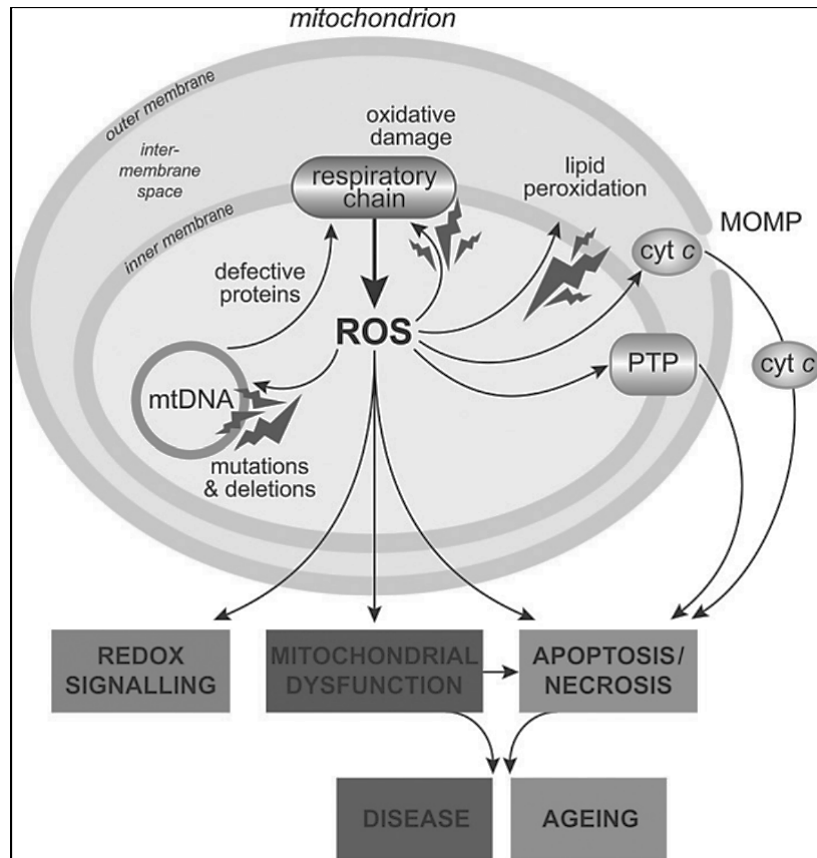 mitochondrion
outer membrane
inter-
membrane
space
inner membrane
oxidative
damage
respiratory
chain
lipid
peroxidation
MOMP
cyt c
defective
proteins
ROS
PTP
cyt c
mtDNA
mutations
& deletions
REDOX
SIGNALLING
MITOCHONDRIAL
DYSFUNCTION
APOPTOSIS/
NECROSIS
DISEASE
AGEING